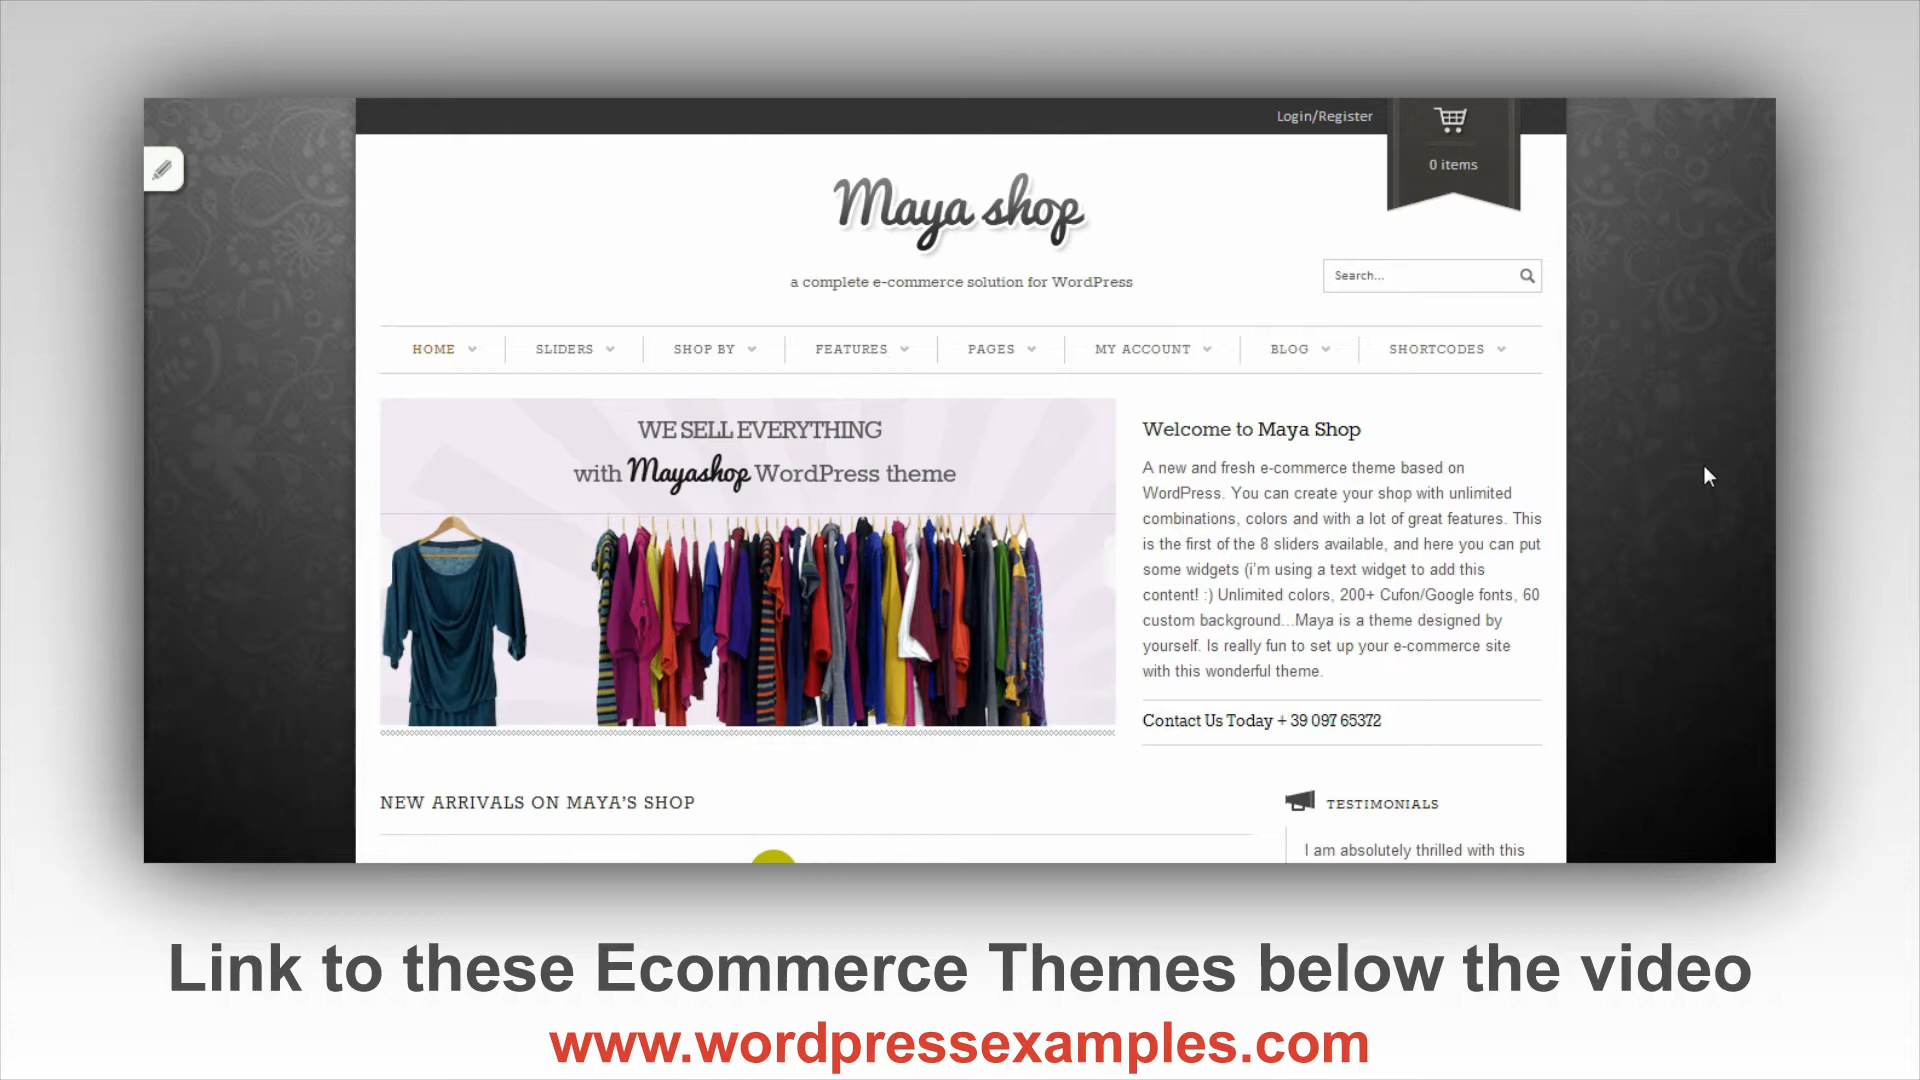 Login/Register
0 items
Maya shop
a complete e-commerce solution for WordPress
Search...
HOME SLIDERS SHOP BY FEATURES PAGES MY ACCOUNT BLOG SHORTCODES
WE SELL EVERYTHING
with Mayashop WordPress theme
Welcome to Maya Shop
A new and fresh e-commerce theme based on
WordPress. You can create your shop with unlimited
combinations, colors and with a lot of great features. This
is the first of the 8 sliders available, and here you can put
some widgets (i'm using a text widget to add this
content! :) Unlimited colors, 200+ Cufon/Google fonts, 60
custom background...Maya is a theme designed by
yourself. Is really fun to set up your e-commerce site
with this wonderful theme.
Contact Us Today + 39 097 65372
NEW ARRIVALS ON MAYA'S SHOP
TESTIMONIALS
I am absolutely thrilled with this
Link to these Ecommerce Themes below the video
www.wordpressexamples.com